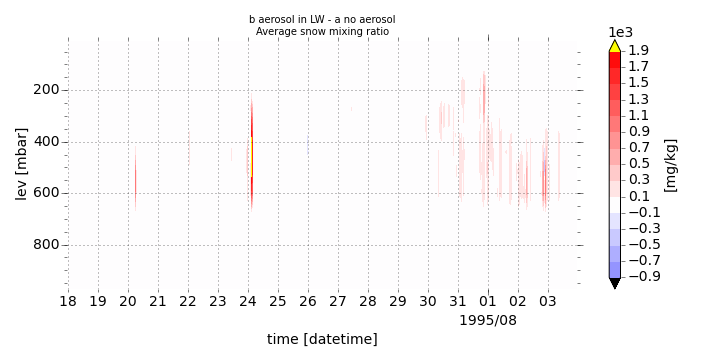 b aerosol in LW - a no aerosol
Average snow mixing ratio
1e3
1.9
1.7
1.5
1.3
1.1
0.9
0.7
0.5
0.3
0.1
−0.1
−0.3
−0.5
−0.7
−0.9
[mg/kg]
lev [mbar]
200
400
600
800
18 19 20 21 22 23 24 25 26 27 28 29 30 31 01 02 03
1995/08
time [datetime]